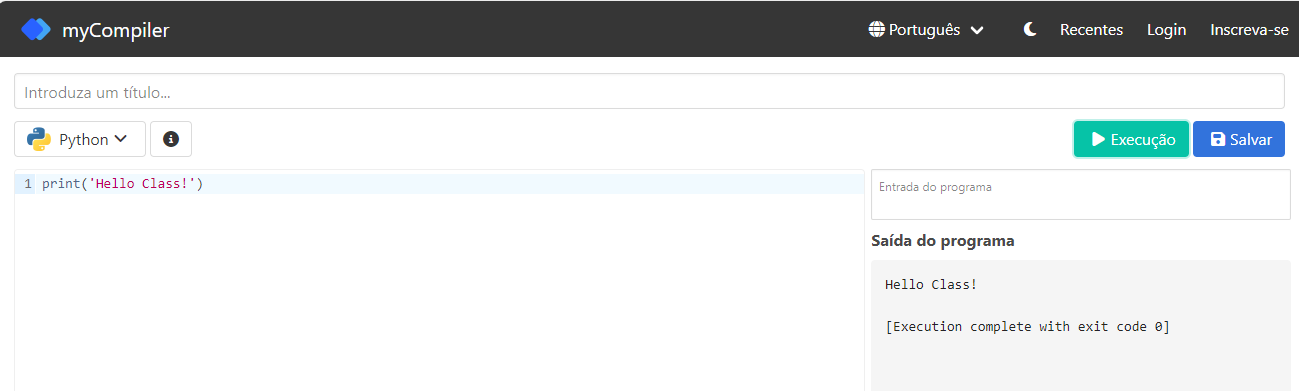 myCompiler Português Recentes Login Inscreva-se
Introduza um título...
Python Execução Salvar
1 print('Hello Class!')
Entrada do programa
Saída do programa
Hello Class!
[Execution complete with exit code 0]